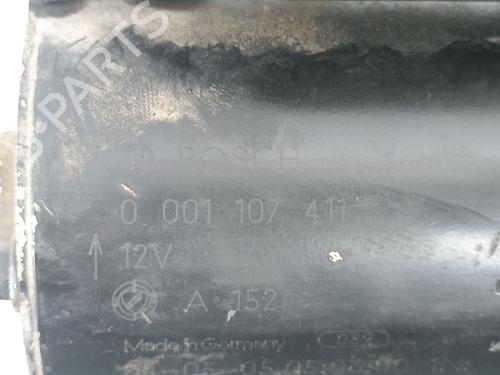 BOSCH
0 001 107 411
12V
A 152
Made in Germany
PARTS